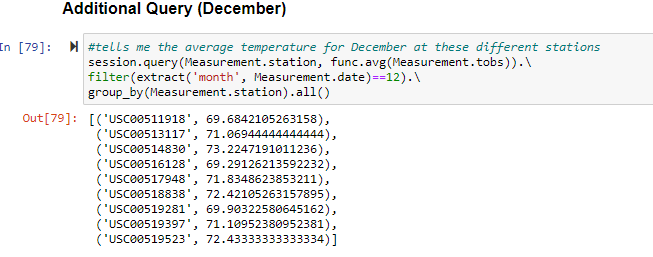 Additional Query (December)
In [79]:
#tells me the average temperature for December at these different stations
session.query(Measurement.station, func.avg(Measurement.tobs)).\
filter(extract('month', Measurement.date)==12).\
group_by(Measurement.station).all()
Out[79]: [('USC00511918', 69.6842105263158),
('USC00513117', 71.06944444444444),
('USC00514830', 73.2247191011236),
('USC00516128', 69.29126213592232),
('USC00517948', 71.8348623853211),
('USC00518838', 72.42105263157895),
('USC00519281', 69.90322580645162),
('USC00519397', 71.10952380952381),
('USC00519523', 72.43333333333334)]